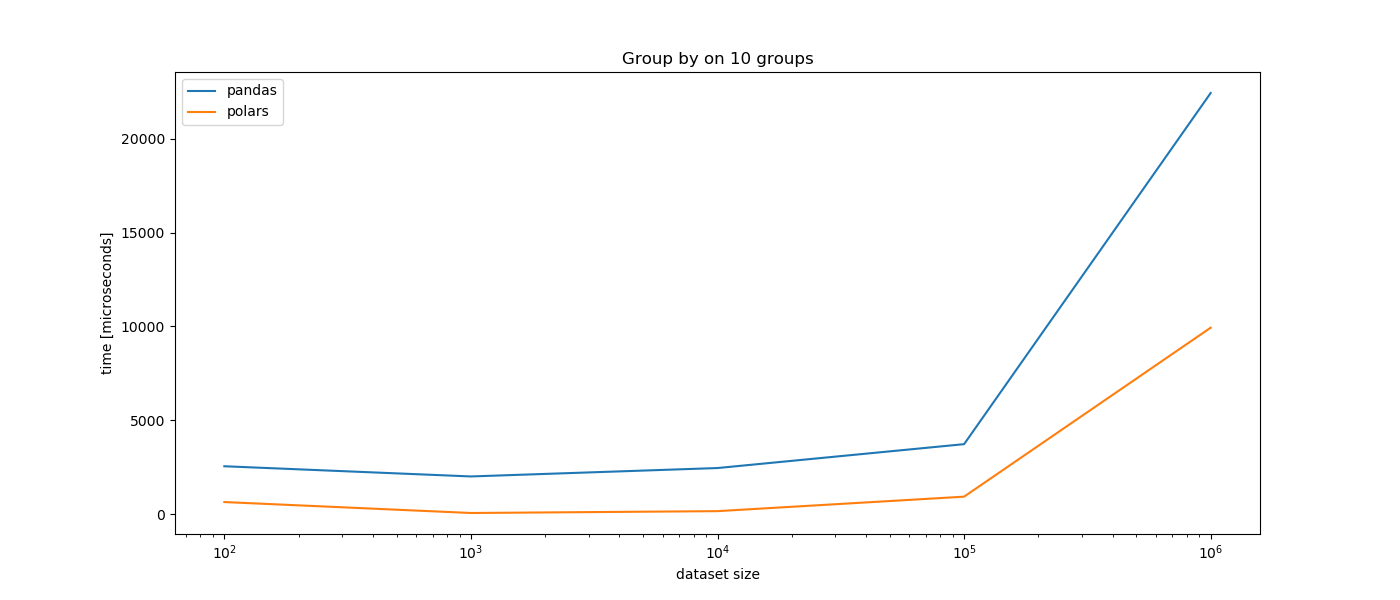 Group by on 10 groups
pandas
polars
time [microseconds]
20000
15000
10000
5000
0
10²
10³
10⁴
10⁵
10⁶
dataset size